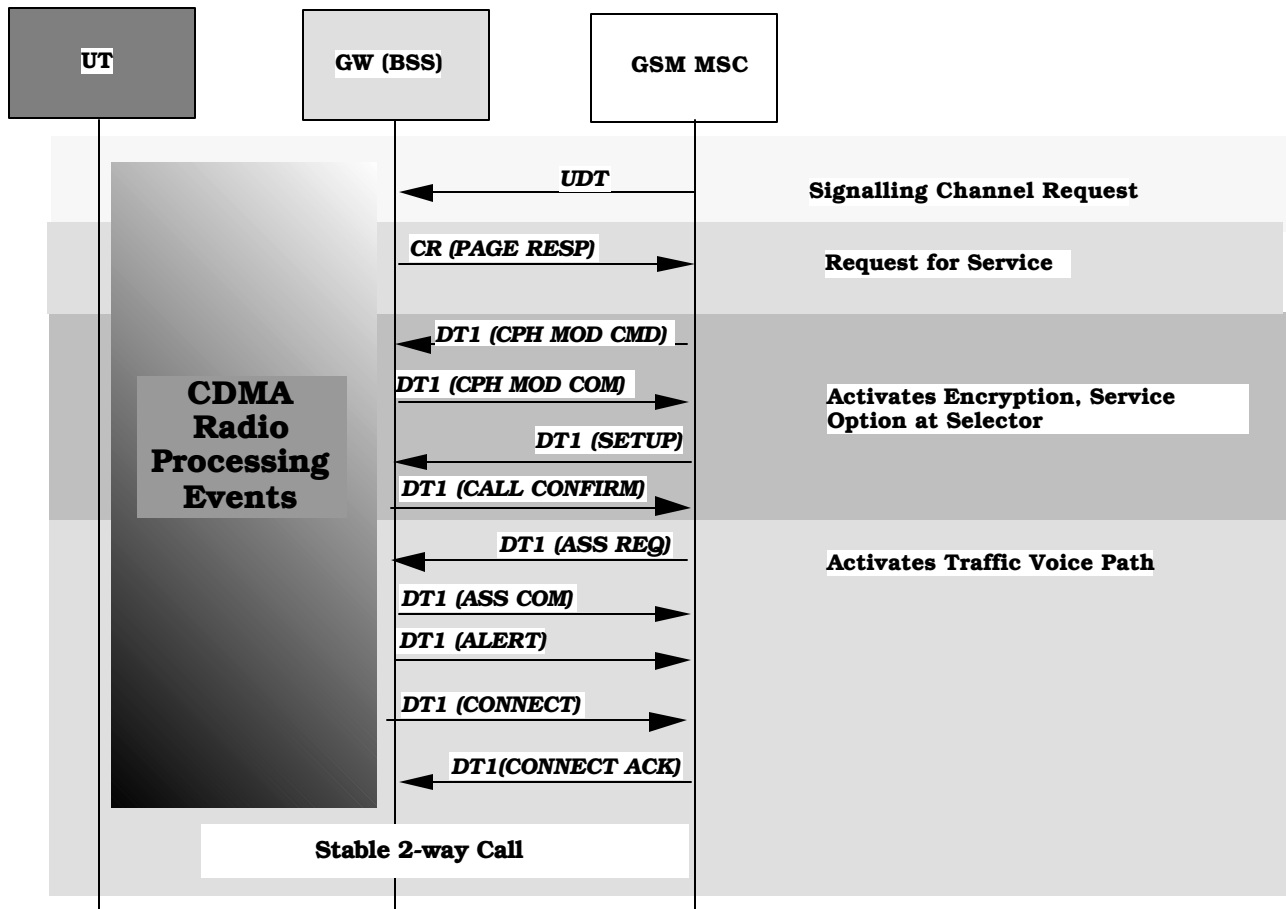 UT
GW (BSS)
GSM MSC
UDT
Signalling Channel Request
CR (PAGE RESP)
Request for Service
DT1 (CPH MOD CMD)
CDMA
Radio
Processing
Events
DT1 (CPH MOD COM)
Activates Encryption, Service
Option at Selector
DT1 (SETUP)
DT1 (CALL CONFIRM)
DT1 (ASS REQ)
Activates Traffic Voice Path
DT1 (ASS COM)
DT1 (ALERT)
DT1 (CONNECT)
DT1(CONNECT ACK)
Stable 2-way Call